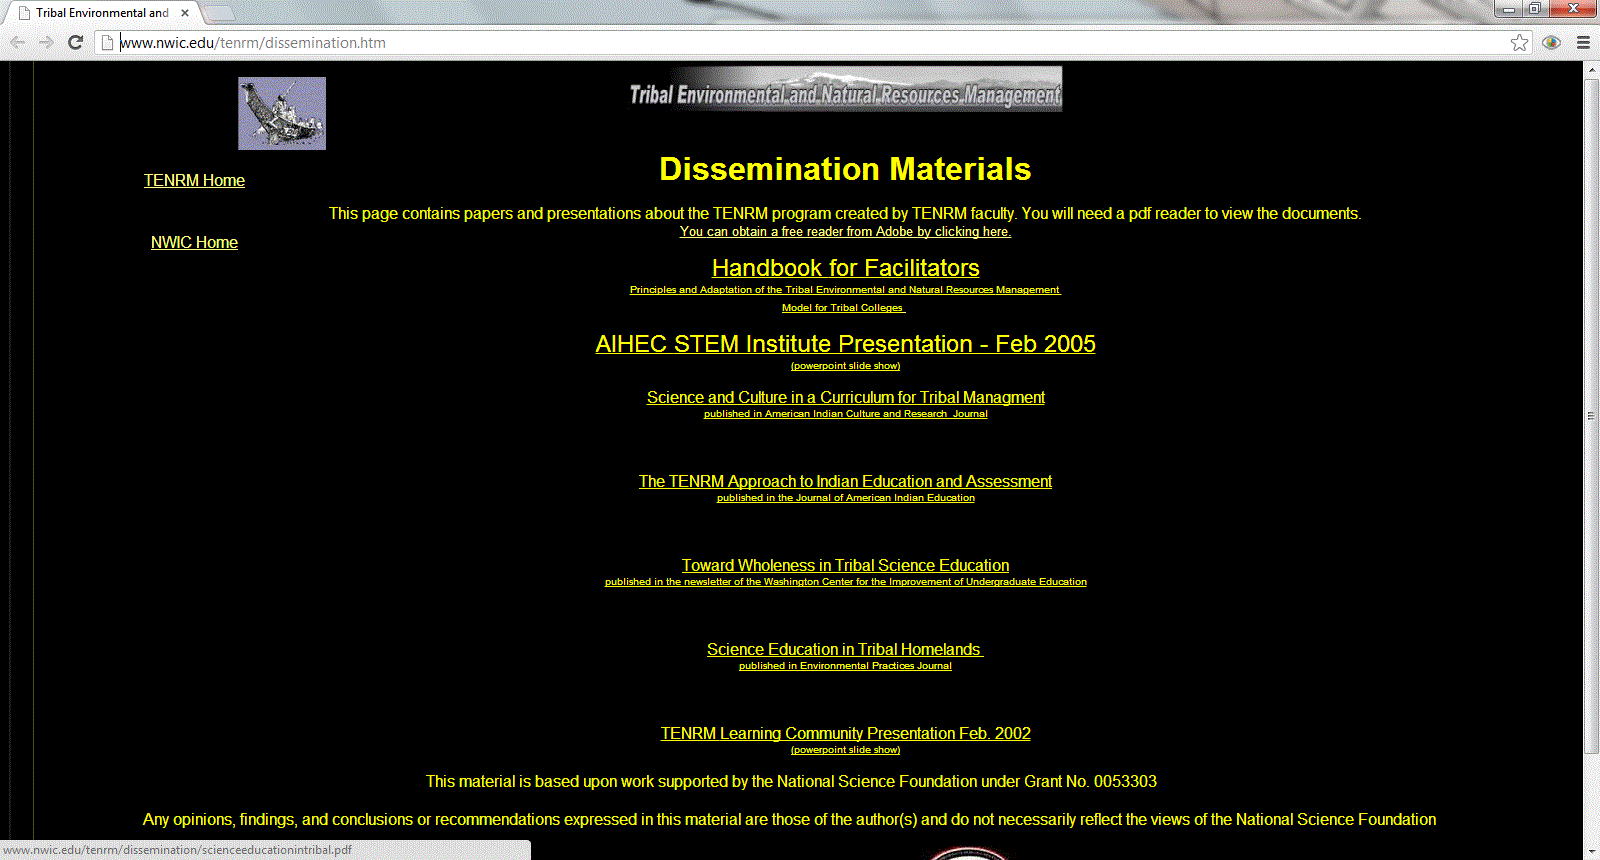 Tribal Environmental and
www.nwic.edu/tenrm/dissemination.htm
Tribal Environmental and Natural Resources Management
TENRM Home
NWIC Home
Dissemination Materials
This page contains papers and presentations about the TENRM program created by TENRM faculty. You will need a pdf reader to view the documents.
You can obtain a free reader from Adobe by clicking here.
Handbook for Facilitators
Principles and Adaptation of the Tribal Environmental and Natural Resources Management
Model for Tribal Colleges
AIHEC STEM Institute Presentation - Feb 2005
(powerpoint slide show)
Science and Culture in a Curriculum for Tribal Managment
published in American Indian Culture and Research Journal
The TENRM Approach to Indian Education and Assessment
published in the Journal of American Indian Education
Toward Wholeness in Tribal Science Education
published in the newsletter of the Washington Center for the Improvement of Undergraduate Education
Science Education in Tribal Homelands
published in Environmental Practices Journal
TENRM Learning Community Presentation Feb. 2002
(powerpoint slide show)
This material is based upon work supported by the National Science Foundation under Grant No. 0053303
Any opinions, findings, and conclusions or recommendations expressed in this material are those of the author(s) and do not necessarily reflect the views of the National Science Foundation
www.nwic.edu/tenrm/dissemination/scienceeducationintribal.pdf